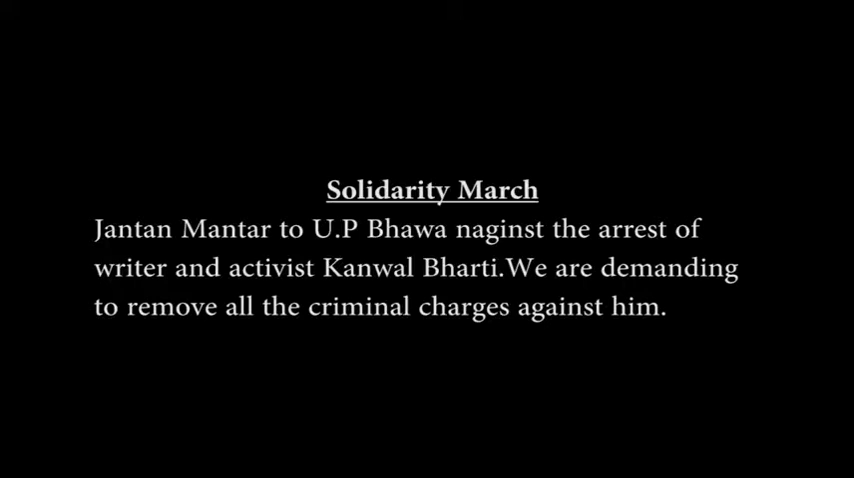 Solidarity March
Jantan Mantar to U.P Bhawa naginst the arrest of
writer and activist Kanwal Bharti.We are demanding
to remove all the criminal charges against him.